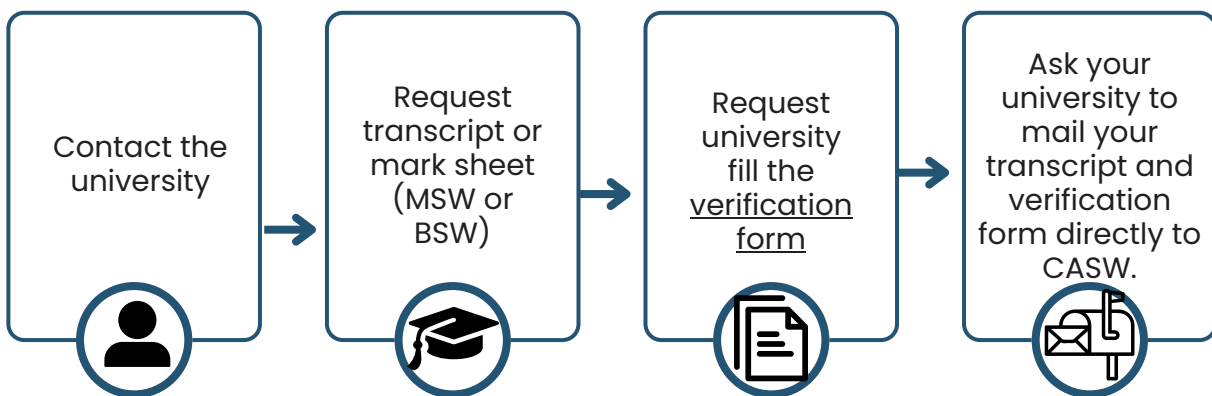 Contact the
university
Request
transcript or
mark sheet
(MSW or
BSW)
Request
university
fill the
verification
form
Ask your
university to
mail your
transcript and
verification
form directly to
CASW.